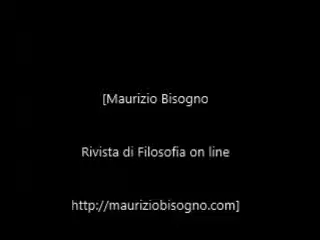 [Maurizio Bisogno
Rivista di Filosofia on line
http://mauriziobisogno.com]